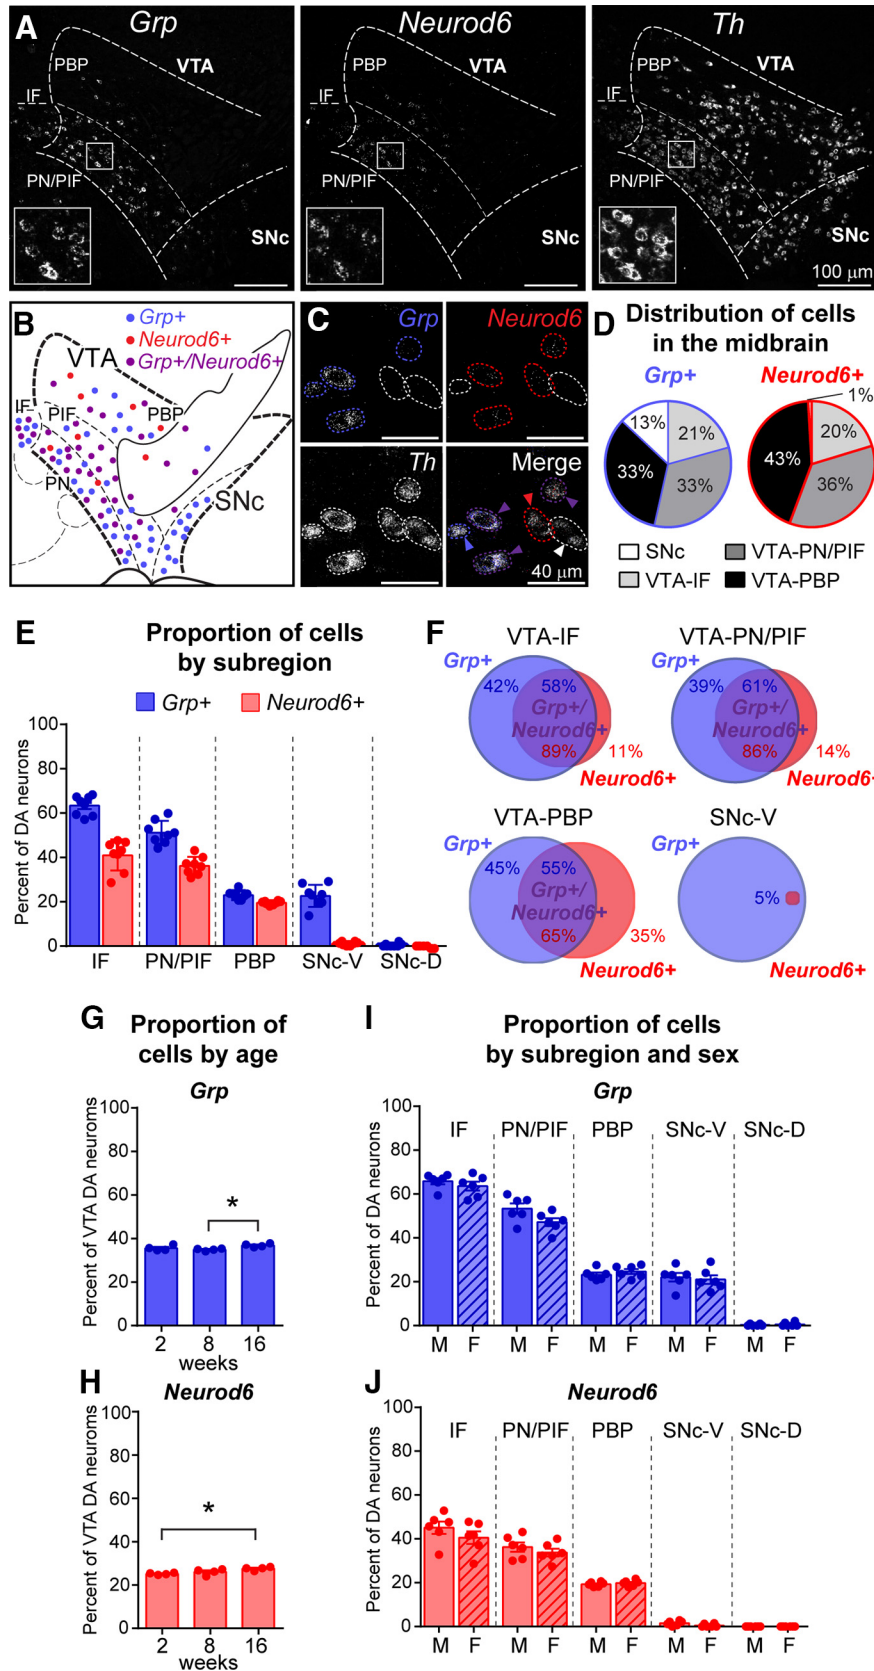 A
Grp
Neurod6
Th
PBP
VTA
IF
PN/PIF
SNc
PBP
VTA
IF
PN/PIF
SNc
PBP
VTA
IF
PN/PIF
SNc
100 µm
B
Grp+
Neurod6+
Grp+/Neurod6+
VTA
IF
PIF
PBP
PN
SNc
C
Grp
Neurod6
Th
Merge
40 µm
D
Distribution of cells
in the midbrain
Grp+
Neurod6+
13%
21%
33%
33%
1%
20%
43%
36%
SNc
VTA-PN/PIF
VTA-IF
VTA-PBP
E
Proportion of cells
by subregion
Grp+
Neurod6+
Percent of DA neurons
100
80
60
40
20
0
IF
PN/PIF
PBP
SNc-V
SNc-D
F
VTA-IF
Grp+
42%
58%
Grp+/
Neurod6+
89%
11%
Neurod6+
VTA-PN/PIF
Grp+
39%
61%
Grp+/
Neurod6+
86%
14%
Neurod6+
VTA-PBP
Grp+
45%
55%
Grp+/
Neurod6+
65%
35%
Neurod6+
SNc-V
Grp+
5%
Neurod6+
G
Proportion of
cells by age
Grp
Percent of VTA DA neuroms
100
80
60
40
20
0
*
2
8
16
weeks
H
Neurod6
Percent of VTA DA neurons
100
80
60
40
20
0
*
2
8
16
weeks
I
Proportion of cells
by subregion and sex
Grp
Percent of DA neurons
100
80
60
40
20
0
IF
PN/PIF
PBP
SNc-V
SNc-D
M F M F M F M F M F
J
Neurod6
Percent of DA neurons
100
80
60
40
20
0
IF
PN/PIF
PBP
SNc-V
SNc-D
M F M F M F M F M F